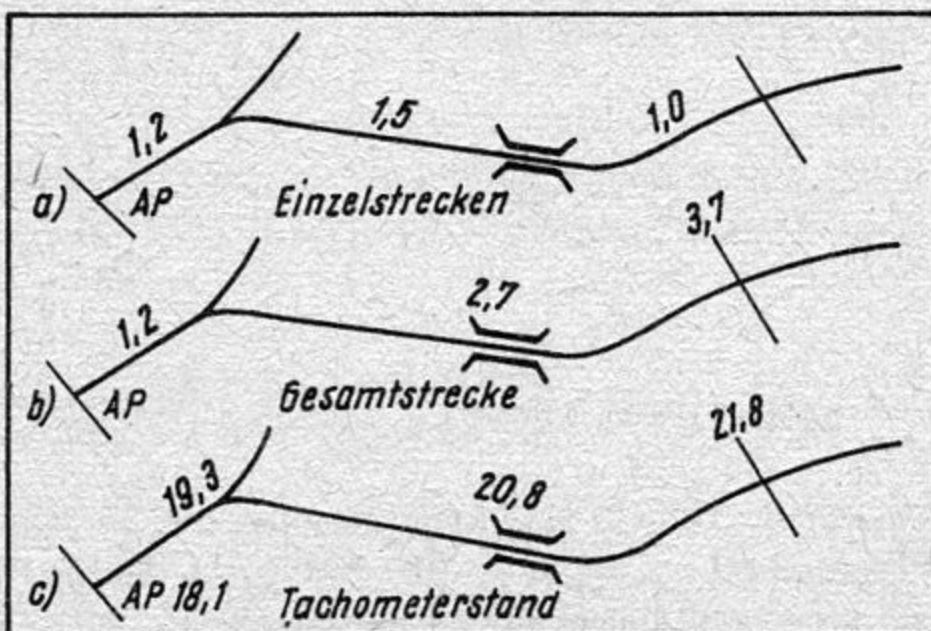 1,2
1,5
1,0
a) AP
Einzelstrecken
1,2
2,7
3,7
b) AP
Gesamtstrecke
19,3
20,8
21,8
c) AP 18,1
Tachometerstand